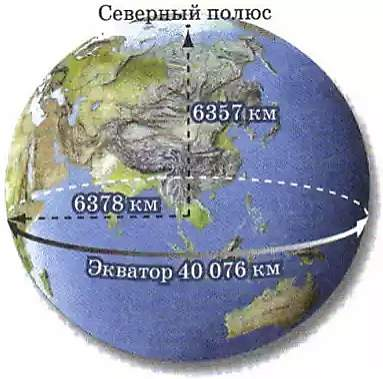 Северный полюс
6357 км
6378 км
Экватор 40 076 км